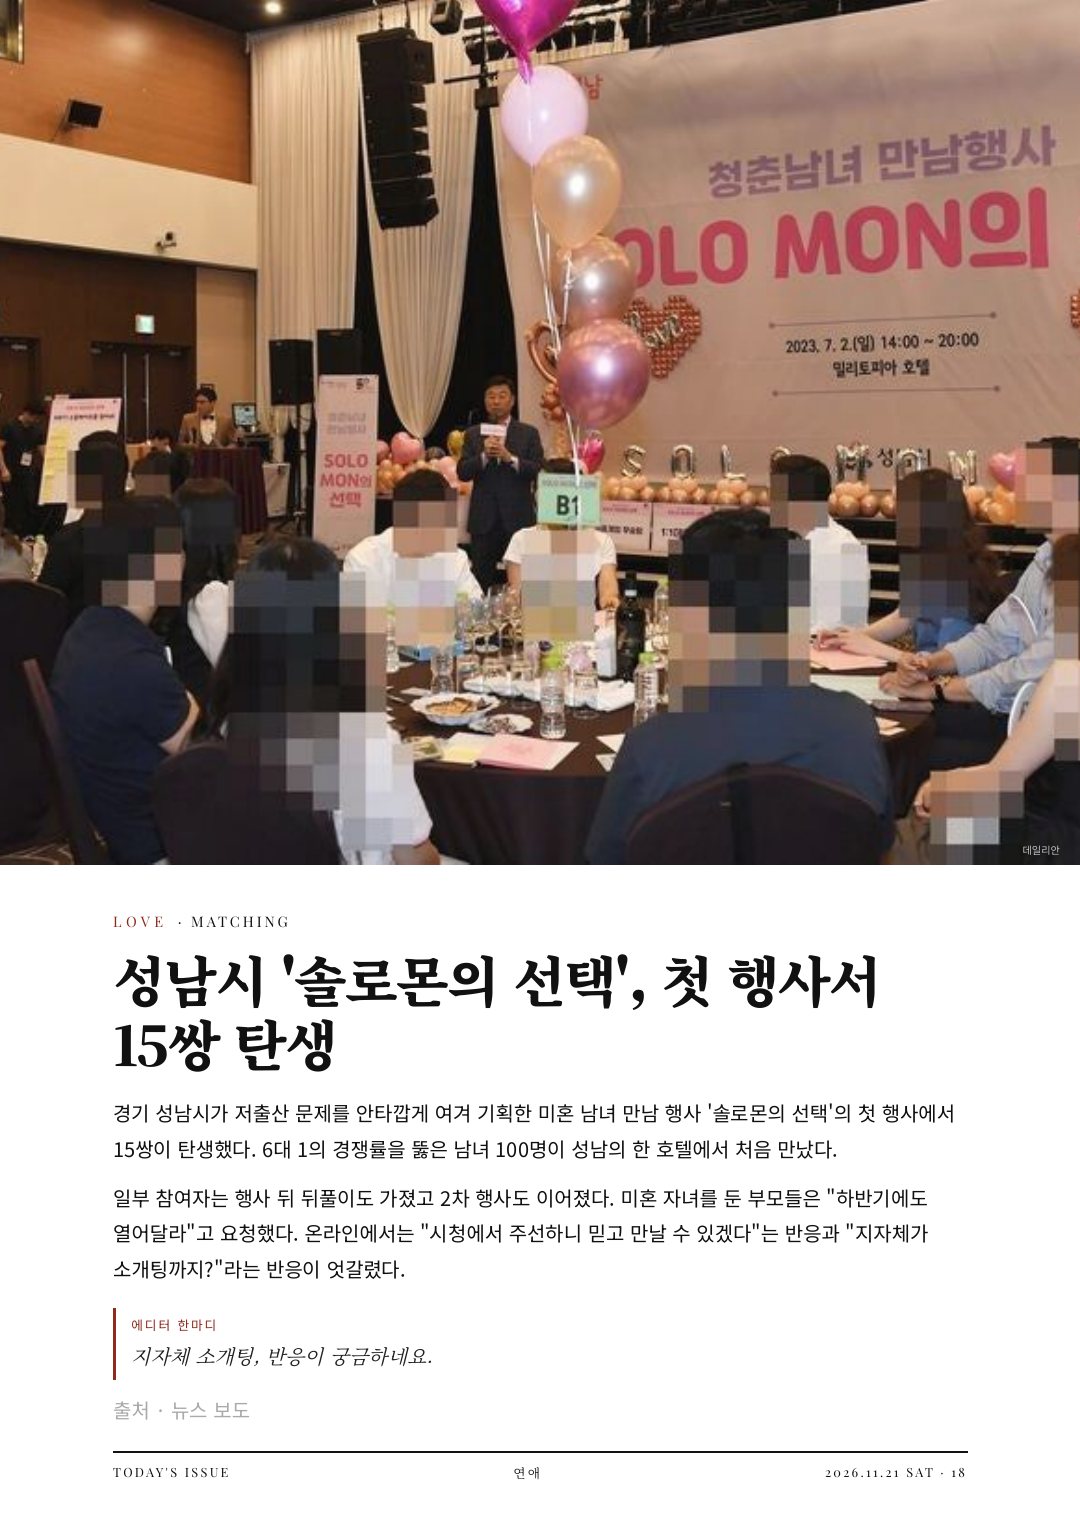 청춘남녀 만남행사
OLO MON의
2023. 7. 2.(일) 14:00 ~ 20:00
밀리토피아 호텔
SOLO MON
청춘남녀
만남행사
SOLO
MON의
선택
B1
데일리안
LOVE · MATCHING
성남시 '솔로몬의 선택', 첫 행사서
15쌍 탄생
경기 성남시가 저출산 문제를 안타깝게 여겨 기획한 미혼 남녀 만남 행사 '솔로몬의 선택'의 첫 행사에서
15쌍이 탄생했다. 6대 1의 경쟁률을 뚫은 남녀 100명이 성남의 한 호텔에서 처음 만났다.
일부 참여자는 행사 뒤 뒤풀이도 가졌고 2차 행사도 이어졌다. 미혼 자녀를 둔 부모들은 "하반기에도
열어달라"고 요청했다. 온라인에서는 "시청에서 주선하니 믿고 만날 수 있겠다"는 반응과 "지자체가
소개팅까지?"라는 반응이 엇갈렸다.
에디터 한마디
지자체 소개팅, 반응이 궁금하네요.
출처 · 뉴스 보도
TODAY'S ISSUE
연애
2026.11.21 SAT · 18